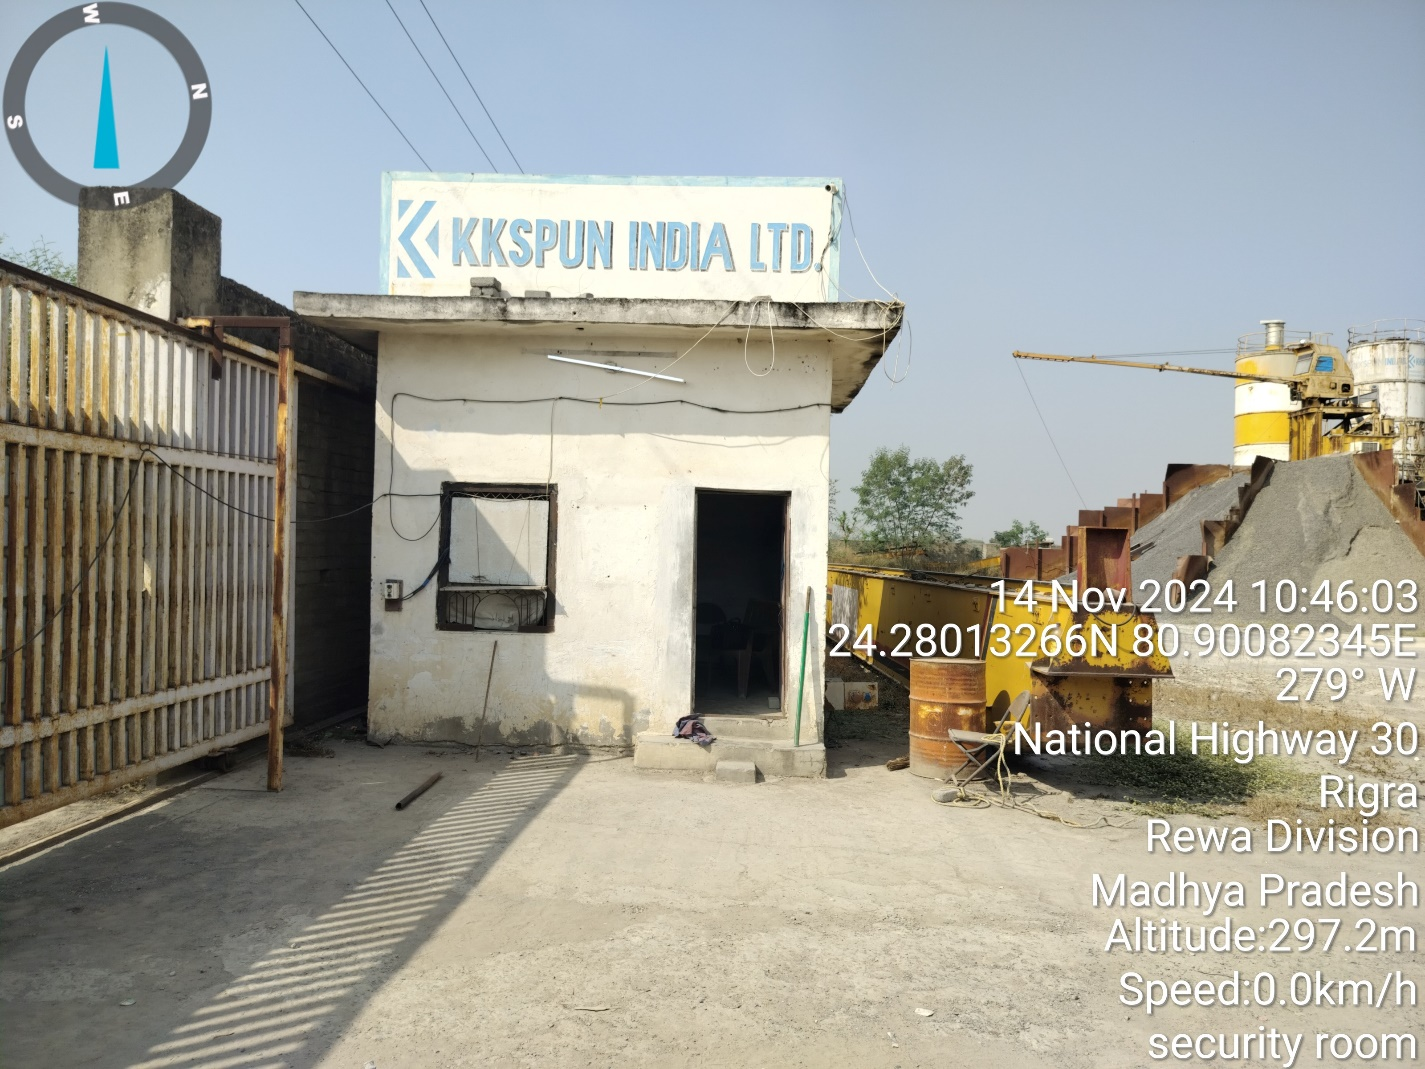 W
N
S
E
KKSPUN INDIA LTD.
14 Nov 2024 10:46:03
24.28013266N 80.90082345E
279° W
National Highway 30
Rigra
Rewa Division
Madhya Pradesh
Altitude:297.2m
Speed:0.0km/h
security room